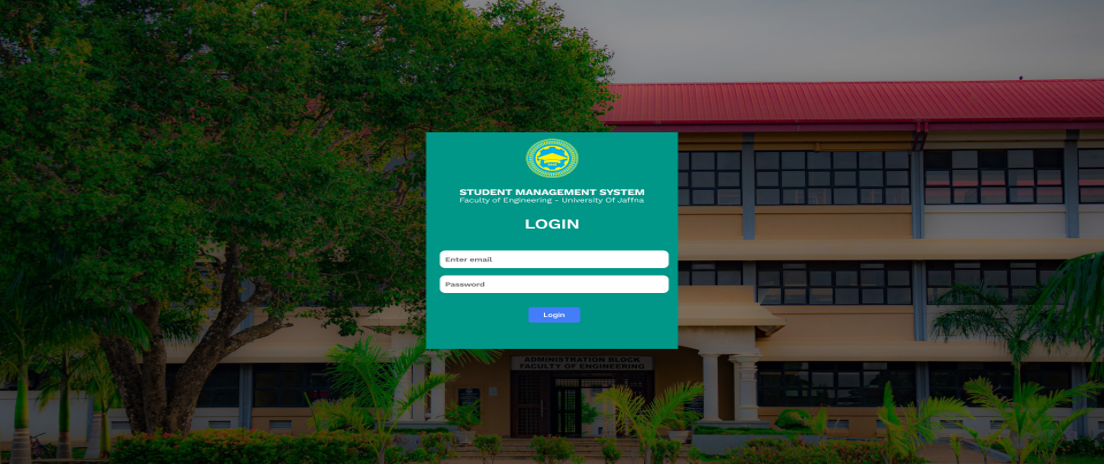 STUDENT MANAGEMENT SYSTEM
Faculty of Engineering - University Of Jaffna
LOGIN
Enter email
Password
Login
ADMINISTRATION BLOCK
FACULTY OF ENGINEERING